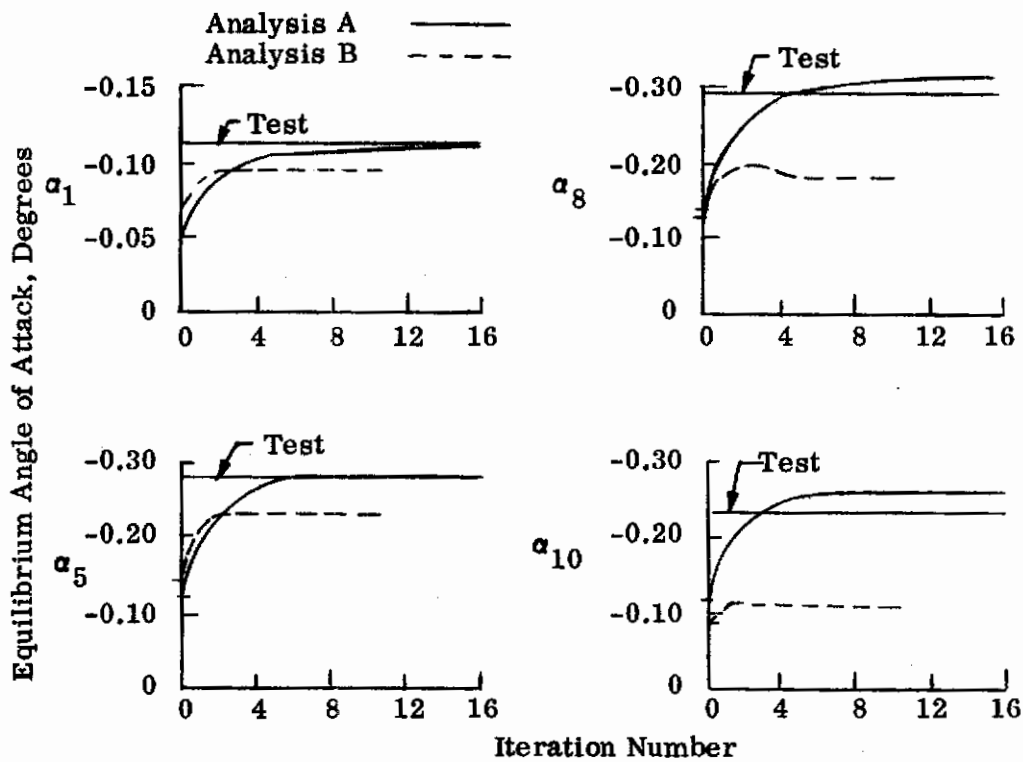 Analysis A
Analysis B
Equilibrium Angle of Attack, Degrees
α1
-0.15
-0.10
-0.05
0
Test
0 4 8 12 16
α8
-0.30
-0.20
-0.10
0
Test
0 4 8 12 16
α5
-0.30
-0.20
-0.10
0
Test
0 4 8 12 16
α10
-0.30
-0.20
-0.10
0
Test
0 4 8 12 16
Iteration Number